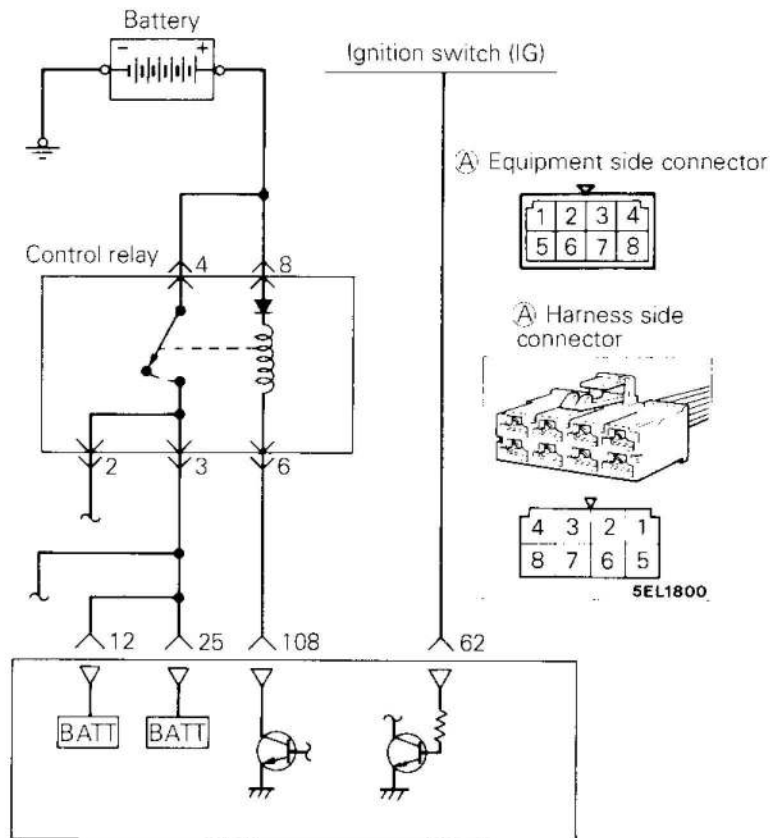 Battery
− +
Ignition switch (IG)
Ⓐ Equipment side connector
1 2 3 4
5 6 7 8
Control relay
4
8
Ⓐ Harness side
connector
2
3
6
4 3 2 1
8 7 6 5
5EL1800
12
25
108
62
BATT
BATT